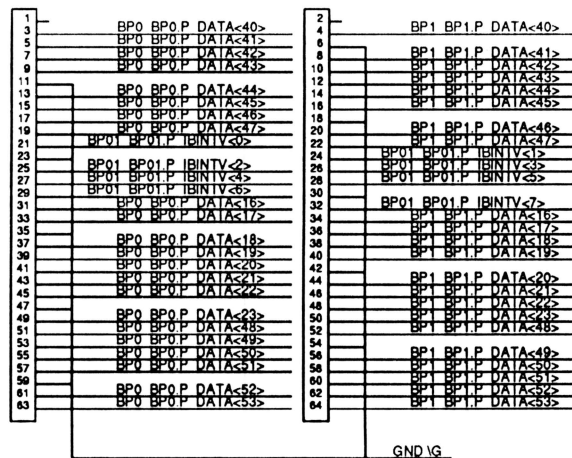 1
3 BP0 BP0.P DATA<40>
5 BP0 BP0.P DATA<41>
7 BP0 BP0.P DATA<42>
9 BP0 BP0.P DATA<43>
11
13 BP0 BP0.P DATA<44>
15 BP0 BP0.P DATA<45>
17 BP0 BP0.P DATA<46>
19 BP0 BP0.P DATA<47>
21 BP01 BP01.P IBINTV<0>
23
25 BP01 BP01.P IBINTV<2>
27 BP01 BP01.P IBINTV<4>
29 BP01 BP01.P IBINTV<6>
31 BP0 BP0.P DATA<16>
33 BP0 BP0.P DATA<17>
35
37 BP0 BP0.P DATA<18>
39 BP0 BP0.P DATA<19>
41 BP0 BP0.P DATA<20>
43 BP0 BP0.P DATA<21>
45 BP0 BP0.P DATA<22>
47
49 BP0 BP0.P DATA<23>
51 BP0 BP0.P DATA<48>
53 BP0 BP0.P DATA<49>
55 BP0 BP0.P DATA<50>
57 BP0 BP0.P DATA<51>
59
61 BP0 BP0.P DATA<52>
63 BP0 BP0.P DATA<53>
2
4 BP1 BP1.P DATA<40>
6
8 BP1 BP1.P DATA<41>
10 BP1 BP1.P DATA<42>
12 BP1 BP1.P DATA<43>
14 BP1 BP1.P DATA<44>
16 BP1 BP1.P DATA<45>
18
20 BP1 BP1.P DATA<46>
22 BP1 BP1.P DATA<47>
24 BP01 BP01.P IBINTV<1>
26 BP01 BP01.P IBINTV<3>
28 BP01 BP01.P IBINTV<5>
30
32 BP01 BP01.P IBINTV<7>
34 BP1 BP1.P DATA<16>
36 BP1 BP1.P DATA<17>
38 BP1 BP1.P DATA<18>
40 BP1 BP1.P DATA<19>
42
44 BP1 BP1.P DATA<20>
46 BP1 BP1.P DATA<21>
48 BP1 BP1.P DATA<22>
50 BP1 BP1.P DATA<23>
52 BP1 BP1.P DATA<48>
54
56 BP1 BP1.P DATA<49>
58 BP1 BP1.P DATA<50>
60 BP1 BP1.P DATA<51>
62 BP1 BP1.P DATA<52>
64 BP1 BP1.P DATA<53>
GND \G